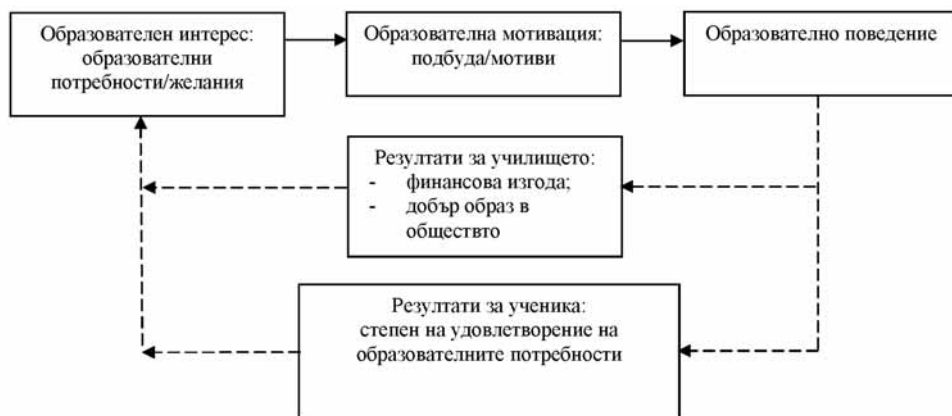 Образователен интерес:
образователни
потребности/желания
Образователна мотивация:
подбуда/мотиви
Образователно поведение
Резултати за училището:
- финансова изгода;
- добър образ в
обществто
Резултати за ученика:
степен на удовлетворение на
образователните потребности